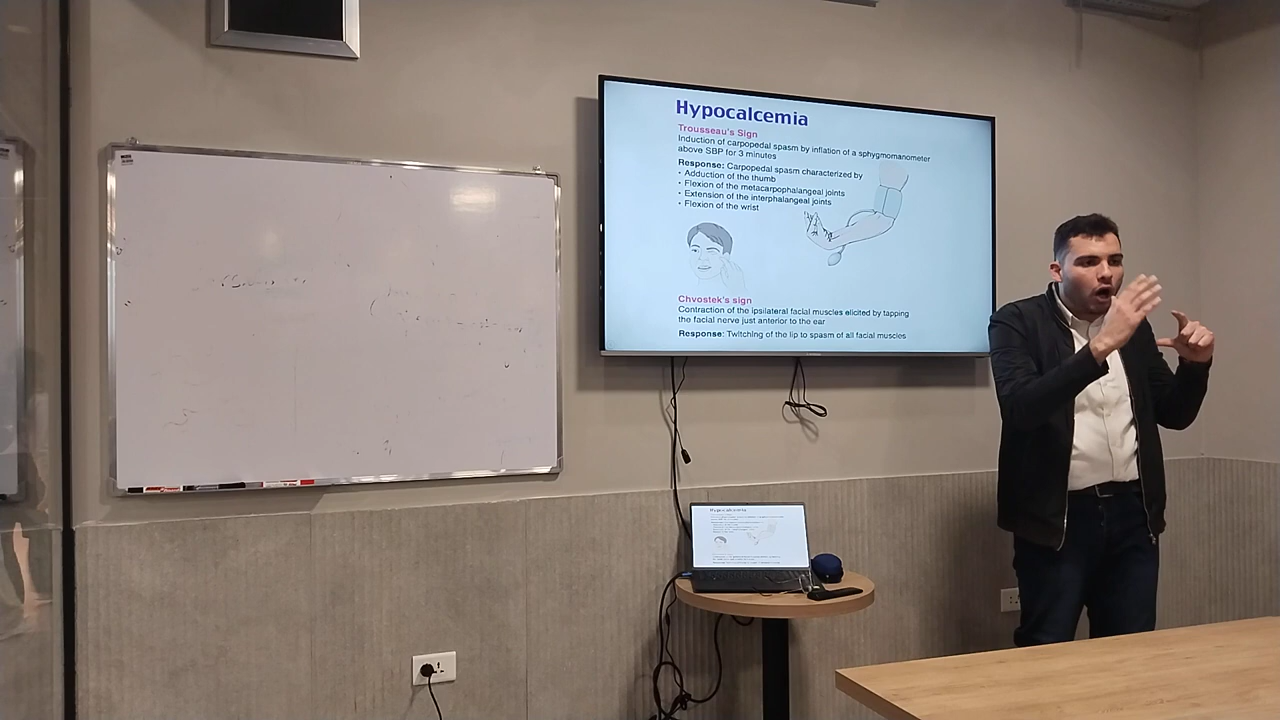 Hypocalcemia
Trousseau's Sign
Induction of carpopedal spasm by inflation of a sphygmomanometer
above SBP for 3 minutes
Response: Carpopedal spasm characterized by
• Adduction of the thumb
• Flexion of the metacarpophalangeal joints
• Extension of the interphalangeal joints
• Flexion of the wrist
Chvostek's sign
Contraction of the ipsilateral facial muscles elicited by tapping
the facial nerve just anterior to the ear
Response: Twitching of the lip to spasm of all facial muscles
Hypocalcemia